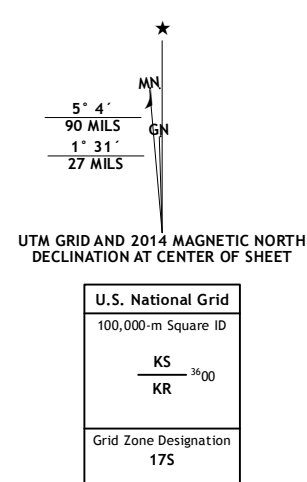 ★
MN
5° 4´
90 MILS
GN
1° 31´
27 MILS
UTM GRID AND 2014 MAGNETIC NORTH
DECLINATION AT CENTER OF SHEET
U.S. National Grid
100,000-m Square ID
KS
3600
KR
Grid Zone Designation
17S